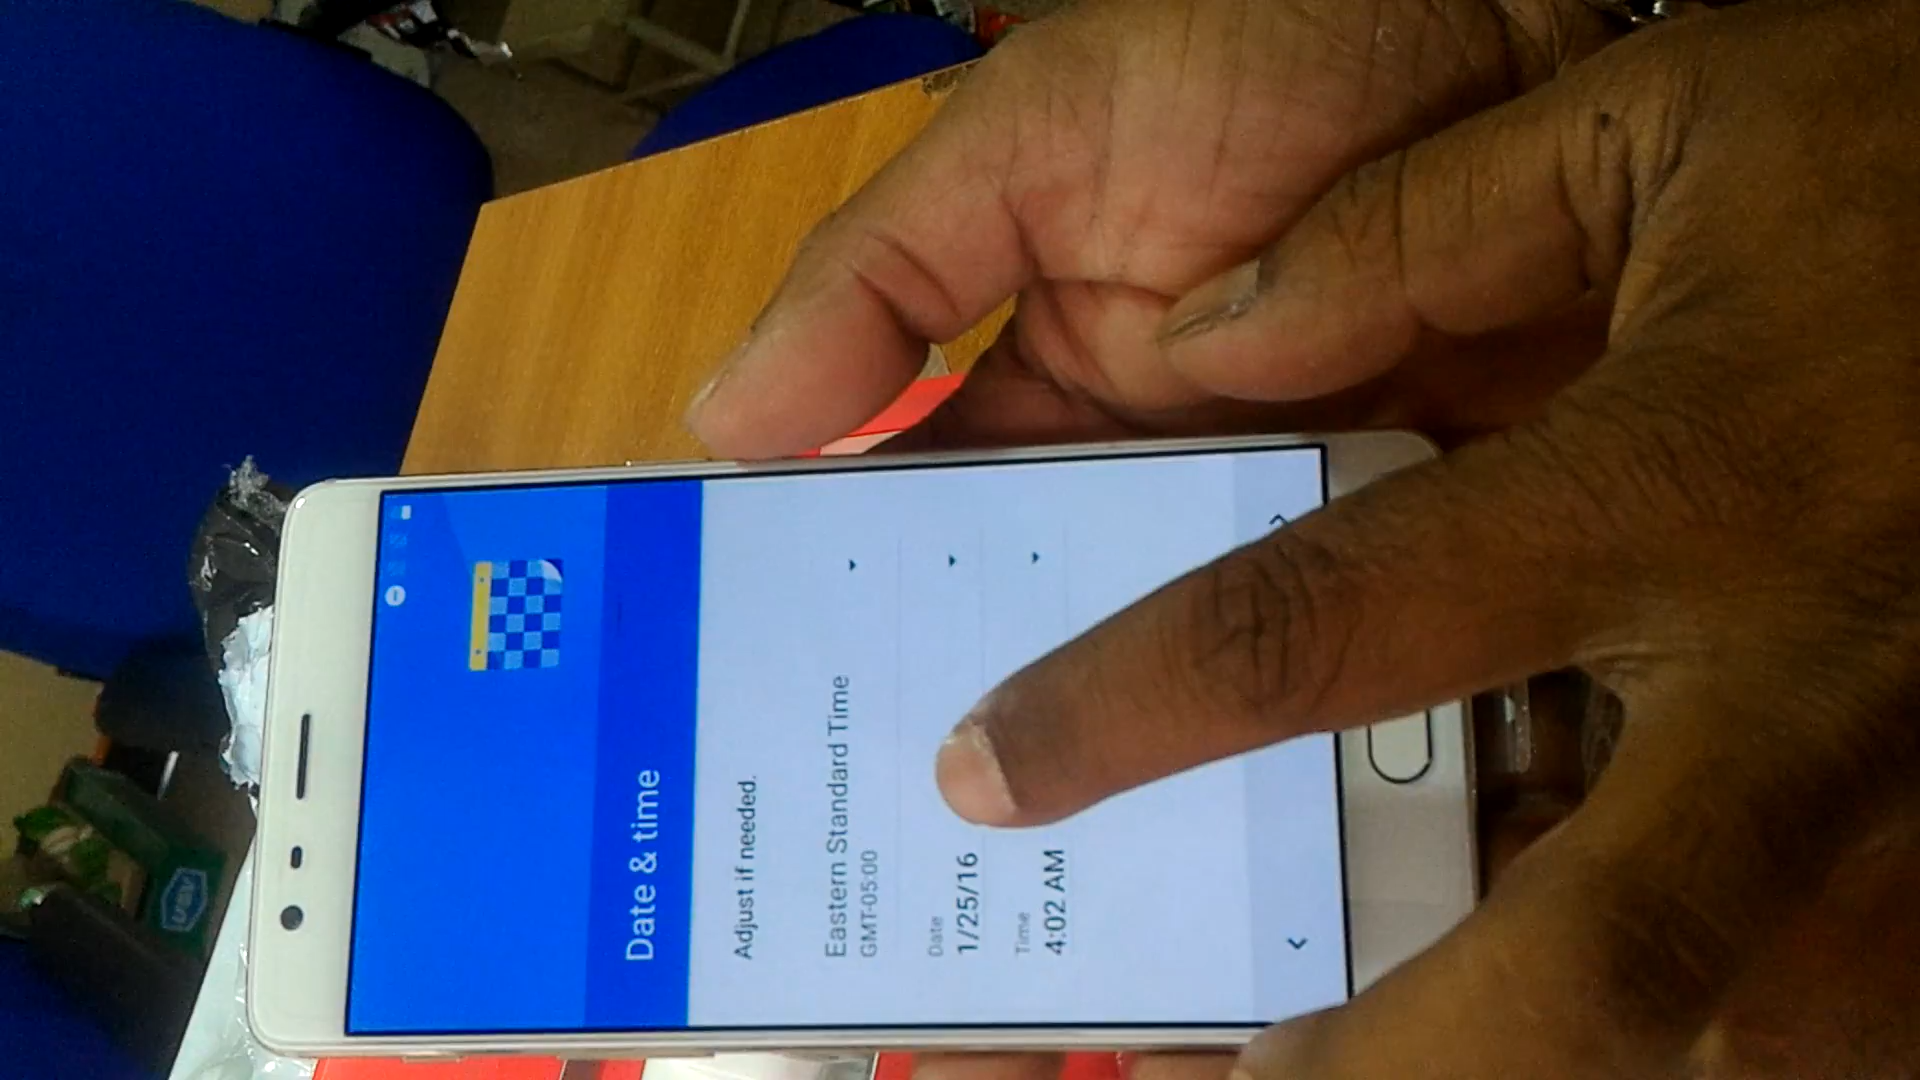 Date & time
Adjust if needed.
Eastern Standard Time
GMT-05:00
Date
1/25/16
Time
4:02 AM